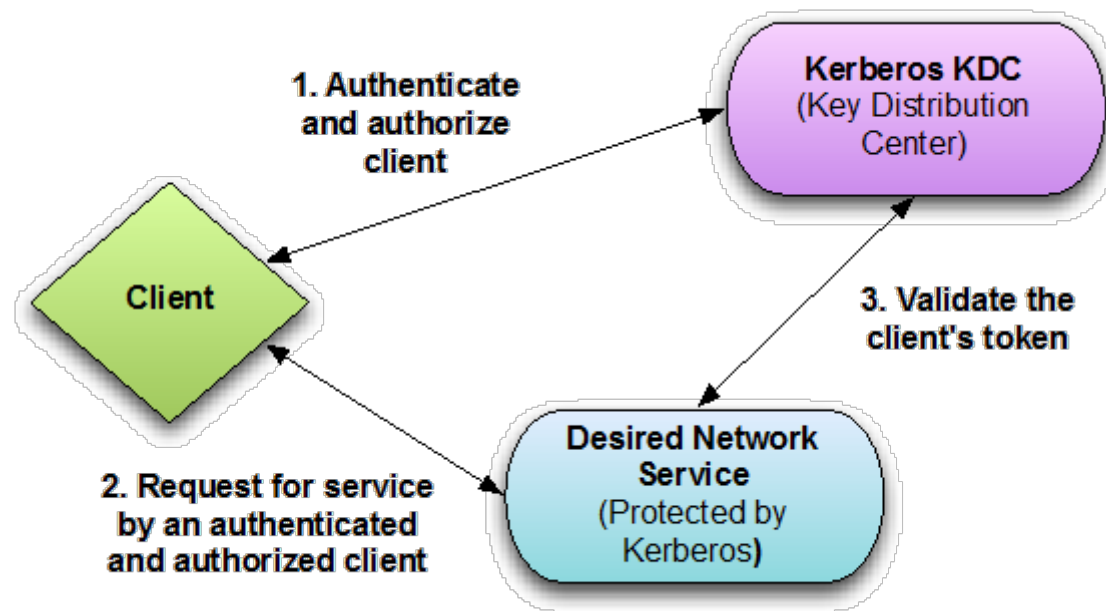 Kerberos KDC
(Key Distribution
Center)
1. Authenticate
and authorize
client
Client
3. Validate the
client's token
Desired Network
Service
(Protected by
Kerberos)
2. Request for service
by an authenticated
and authorized client